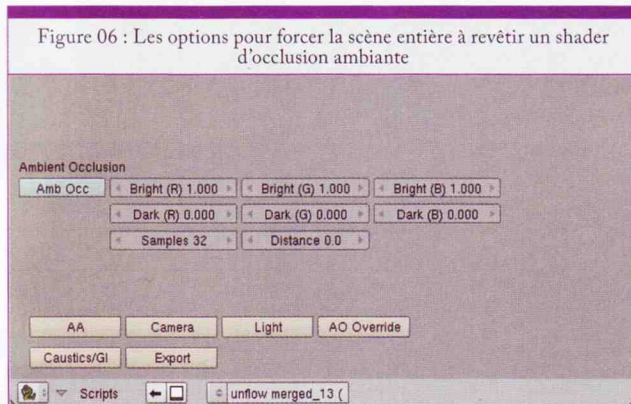 Figure 06 : Les options pour forcer la scène entière à revêtir un shader
d'occlusion ambiante
Ambient Occlusion
Amb Occ Bright (R) 1.000 Bright (G) 1.000 Bright (B) 1.000
Dark (R) 0.000 Dark (G) 0.000 Dark (B) 0.000
Samples 32 Distance 0.0
AA Camera Light AO Override
Caustics/GI Export
Scripts unflow merged_13 (